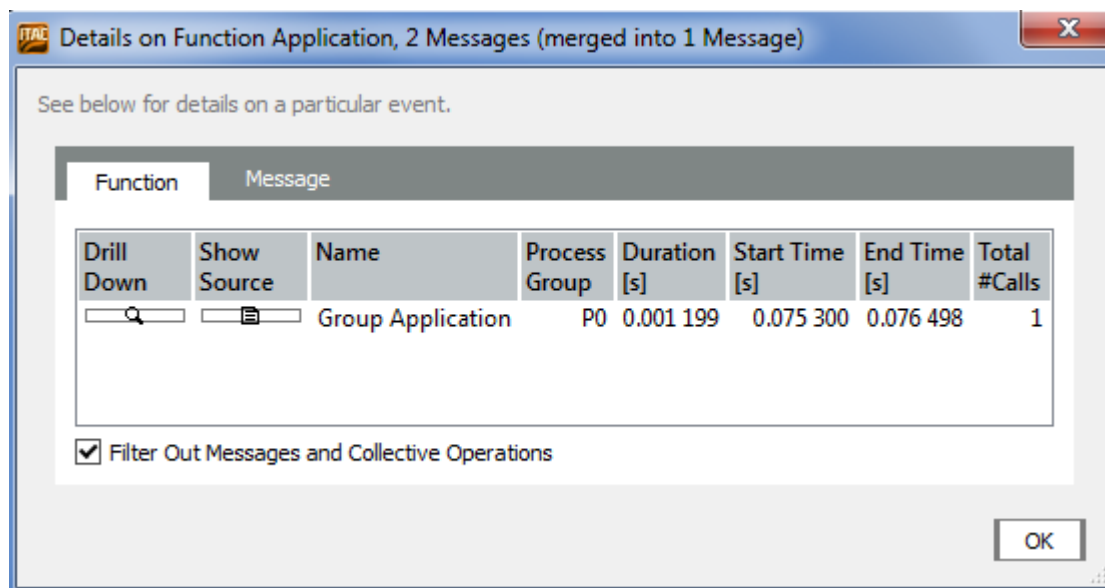 ITAC Details on Function Application, 2 Messages (merged into 1 Message) X
See below for details on a particular event.
Function Message
Drill Down Show Source Name Process Group Duration [s] Start Time [s] End Time [s] Total #Calls
Group Application P0 0.001 199 0.075 300 0.076 498 1
Filter Out Messages and Collective Operations
OK